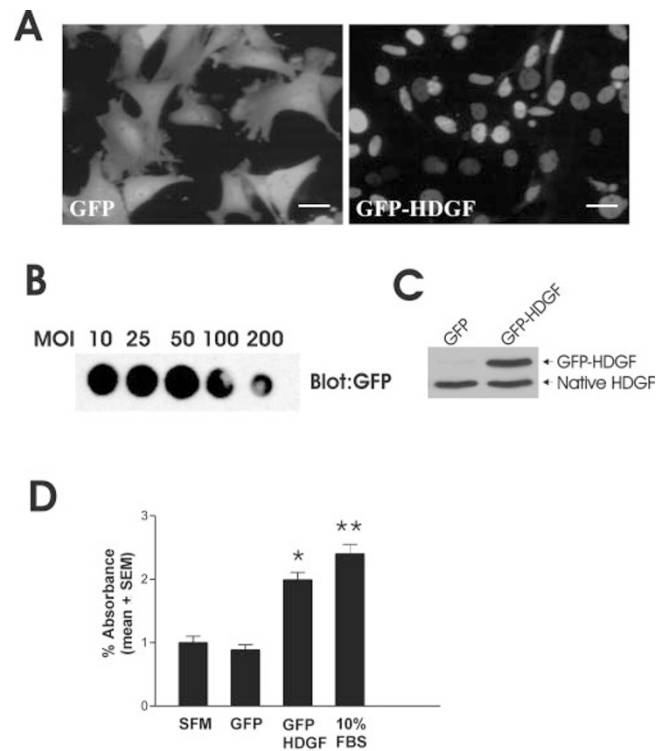 A
GFP
GFP-HDGF
B
MOI 10 25 50 100 200
Blot:GFP
C
GFP
GFP-HDGF
GFP-HDGF
Native HDGF
D
% Absorbance
(mean + SEM)
3
2
1
0
*
**
SFM GFP GFP HDGF 10% FBS